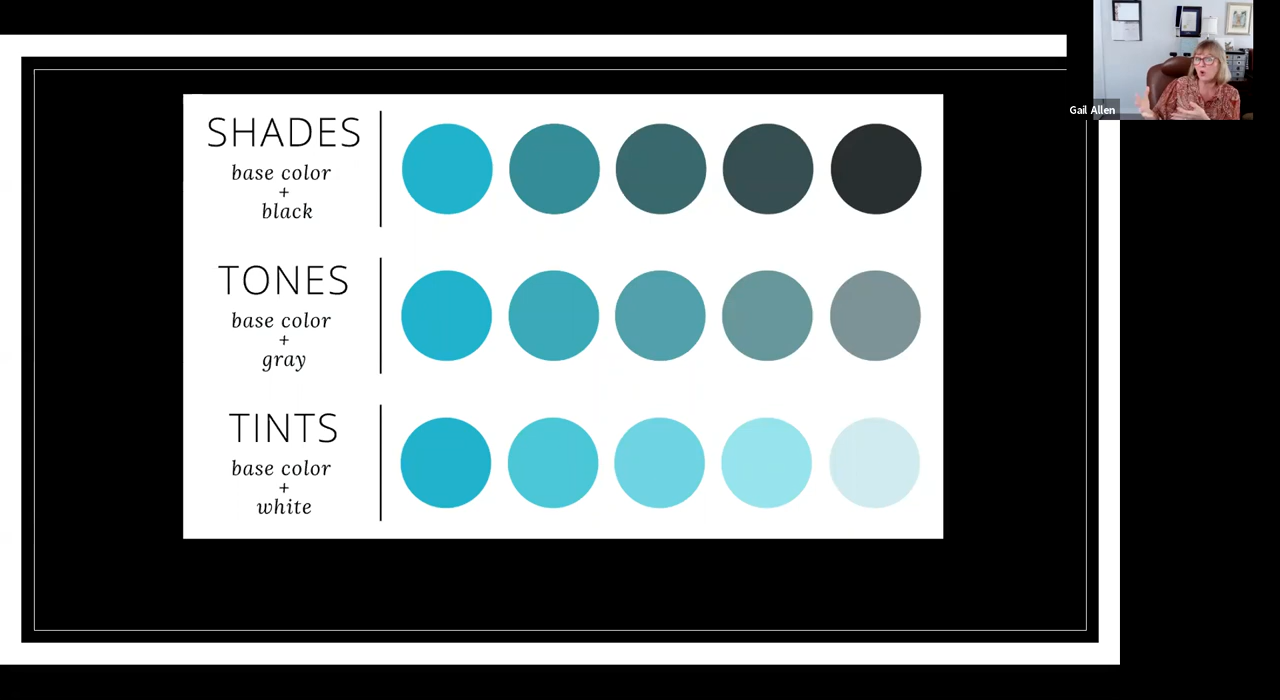 Gail Allen
SHADES
base color
+
black
TONES
base color
+
gray
TINTS
base color
+
white